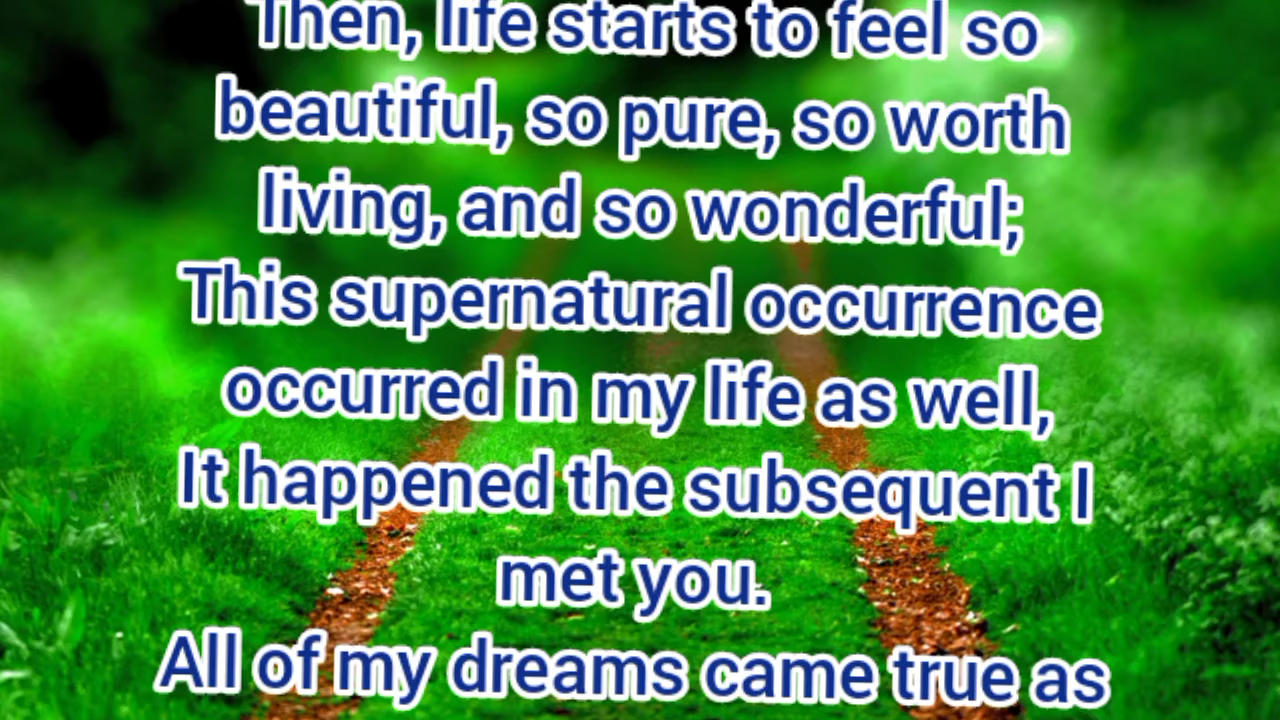 Then, life starts to feel so
beautiful, so pure, so worth
living, and so wonderful;
This supernatural occurrence
occurred in my life as well,
It happened the subsequent I
met you.
All of my dreams came true as